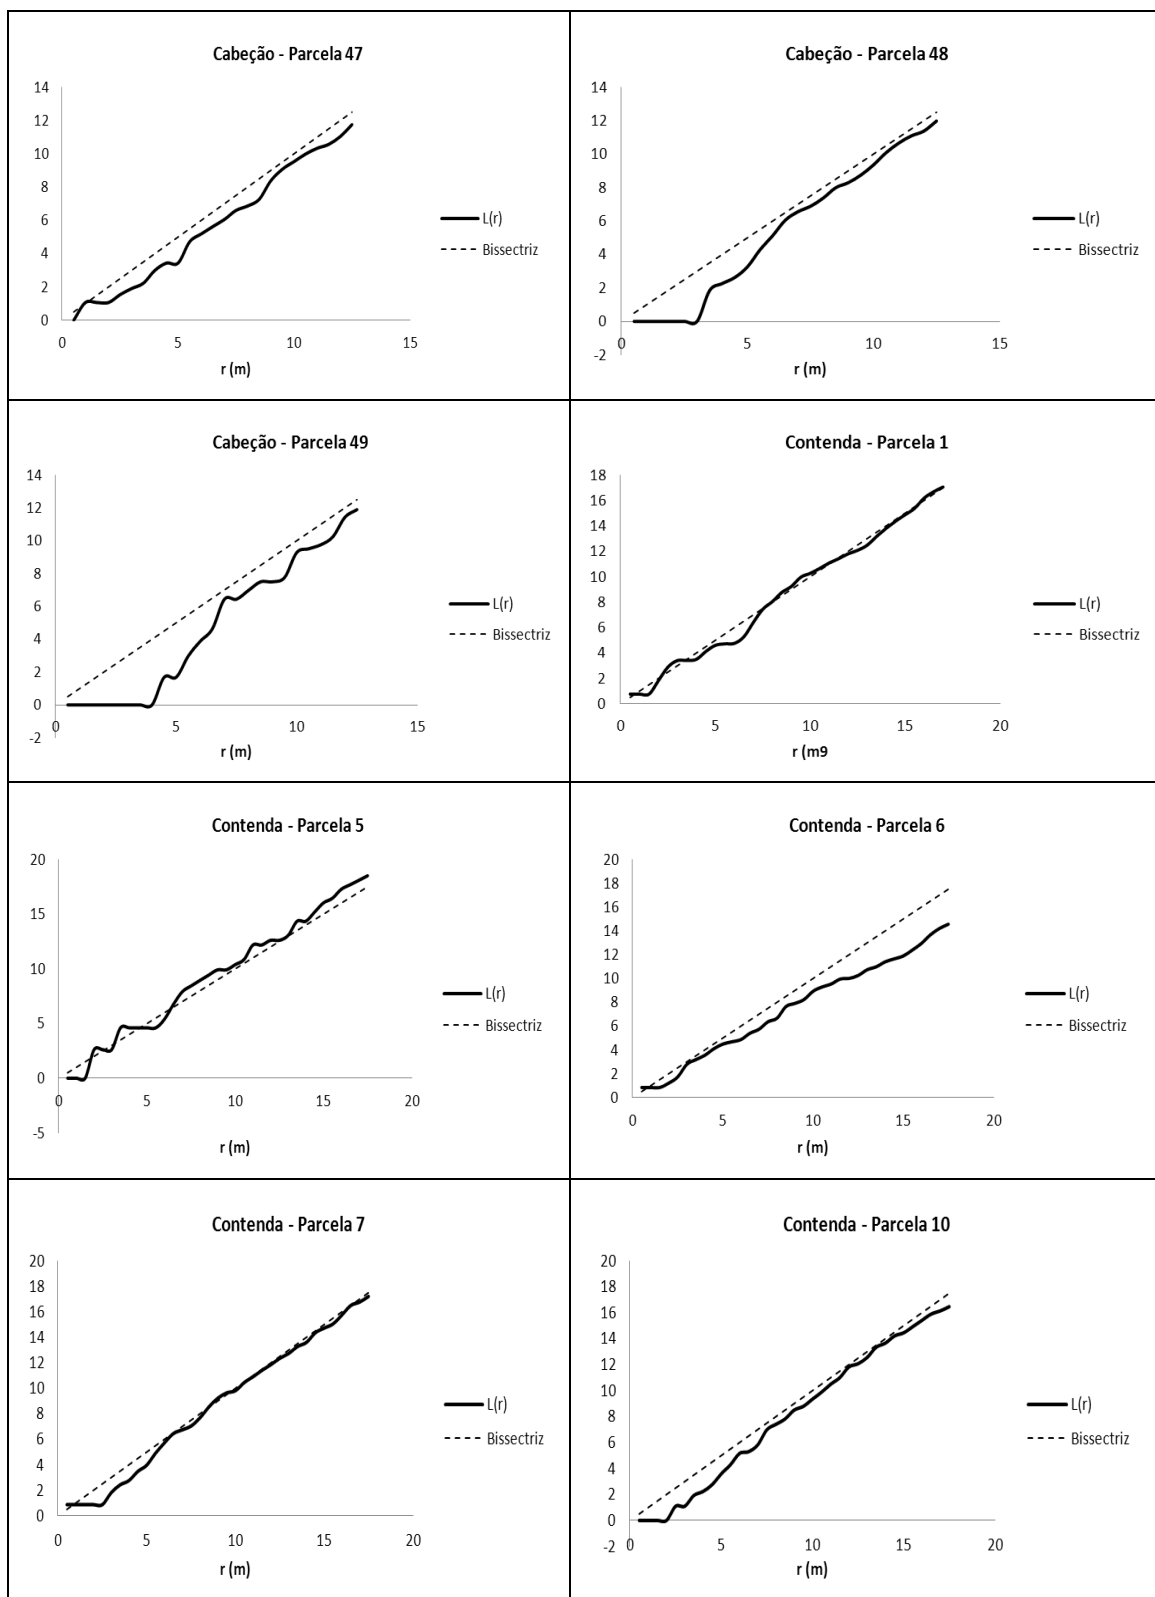 Cabeção - Parcela 47
14
12
10
8
6
4
2
0
0 5 10 15
r (m)
L(r)
Bissectriz
Cabeção - Parcela 48
14
12
10
8
6
4
2
0
-2
0 5 10 15
r (m)
L(r)
Bissectriz
Cabeção - Parcela 49
14
12
10
8
6
4
2
0
-2
0 5 10 15
r (m)
L(r)
Bissectriz
Contenda - Parcela 1
18
16
14
12
10
8
6
4
2
0
0 5 10 15 20
r (m9
L(r)
Bissectriz
Contenda - Parcela 5
20
15
10
5
0
-5
0 5 10 15 20
r (m)
L(r)
Bissectriz
Contenda - Parcela 6
20
18
16
14
12
10
8
6
4
2
0
0 5 10 15 20
r (m)
L(r)
Bissectriz
Contenda - Parcela 7
20
18
16
14
12
10
8
6
4
2
0
0 5 10 15 20
r (m)
L(r)
Bissectriz
Contenda - Parcela 10
20
18
16
14
12
10
8
6
4
2
0
-2
0 5 10 15 20
r (m)
L(r)
Bissectriz